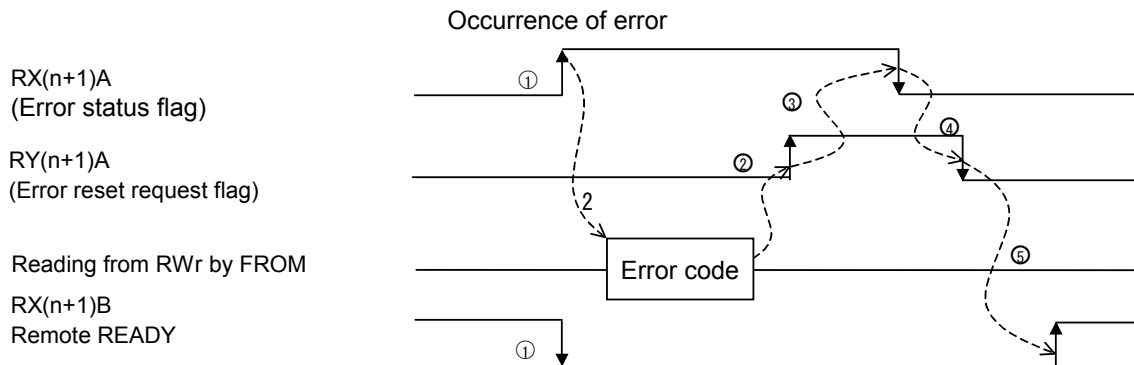 Occurrence of error
RX(n+1)A
(Error status flag)
①
③
④
RY(n+1)A
(Error reset request flag)
②
2
Reading from RWr by FROM
Error code
⑤
RX(n+1)B
Remote READY
①